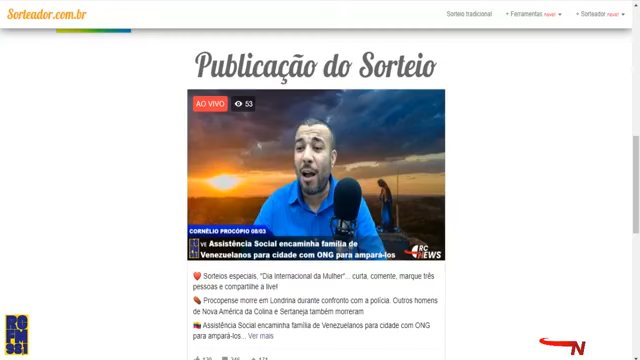 Sorteador.com.br
Sorteio tradicional
+ Ferramentas novo!
+ Sorteador novo!
Publicação do Sorteio
AO VIVO 53
CORNÉLIO PROCÓPIO 08/03
VE Assistência Social encaminha família de
Venezuelanos para cidade com ONG para ampará-los
RC NEWS
❤️ Sorteios especiais, "Dia Internacional da Mulher"... curta, comente, marque três
pessoas e compartilhe a live!
Procopense morre em Londrina durante confronto com a polícia. Outros homens
de Nova América da Colina e Sertaneja também morreram
🇻🇪 Assistência Social encaminha família de Venezuelanos para cidade com ONG
para ampará-los... Ver mais
N